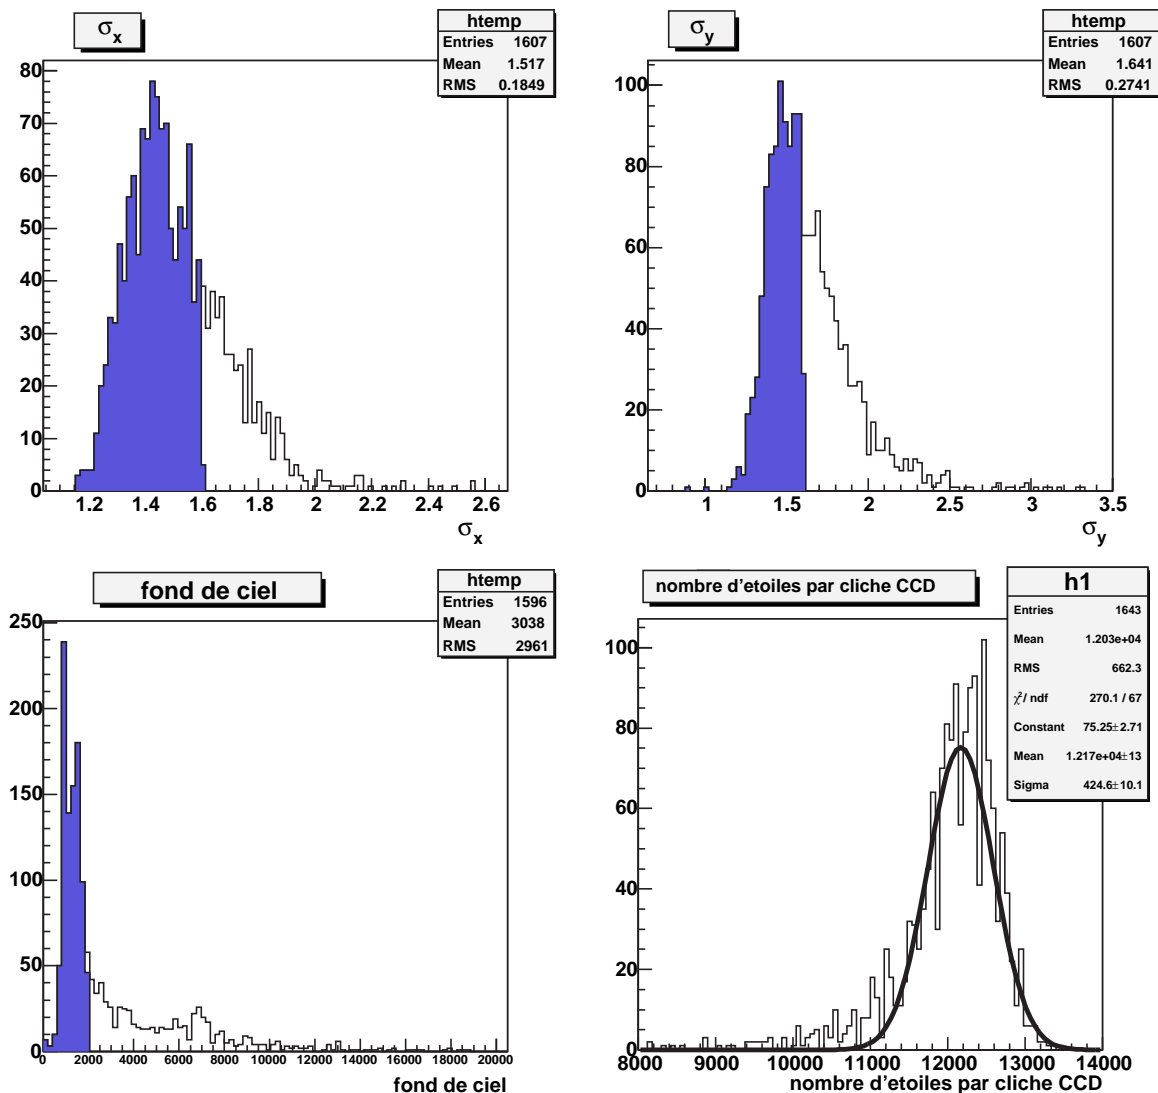 σx
htemp
Entries 1607
Mean 1.517
RMS 0.1849
80
70
60
50
40
30
20
10
0
1.2 1.4 1.6 1.8 2 2.2 2.4 2.6
σx
σy
htemp
Entries 1607
Mean 1.641
RMS 0.2741
100
80
60
40
20
0
1 1.5 2 2.5 3 3.5
σy
fond de ciel
htemp
Entries 1596
Mean 3038
RMS 2961
250
200
150
100
50
0
0 2000 4000 6000 8000 10000 12000 14000 16000 18000 20000
fond de ciel
nombre d'etoiles par cliche CCD
h1
Entries 1643
Mean 1.203e+04
RMS 662.3
χ²/ ndf 270.1 / 67
Constant 75.25±2.71
Mean 1.217e+04±13
Sigma 424.6±10.1
100
80
60
40
20
0
8000 9000 10000 11000 12000 13000 14000
nombre d'etoiles par cliche CCD